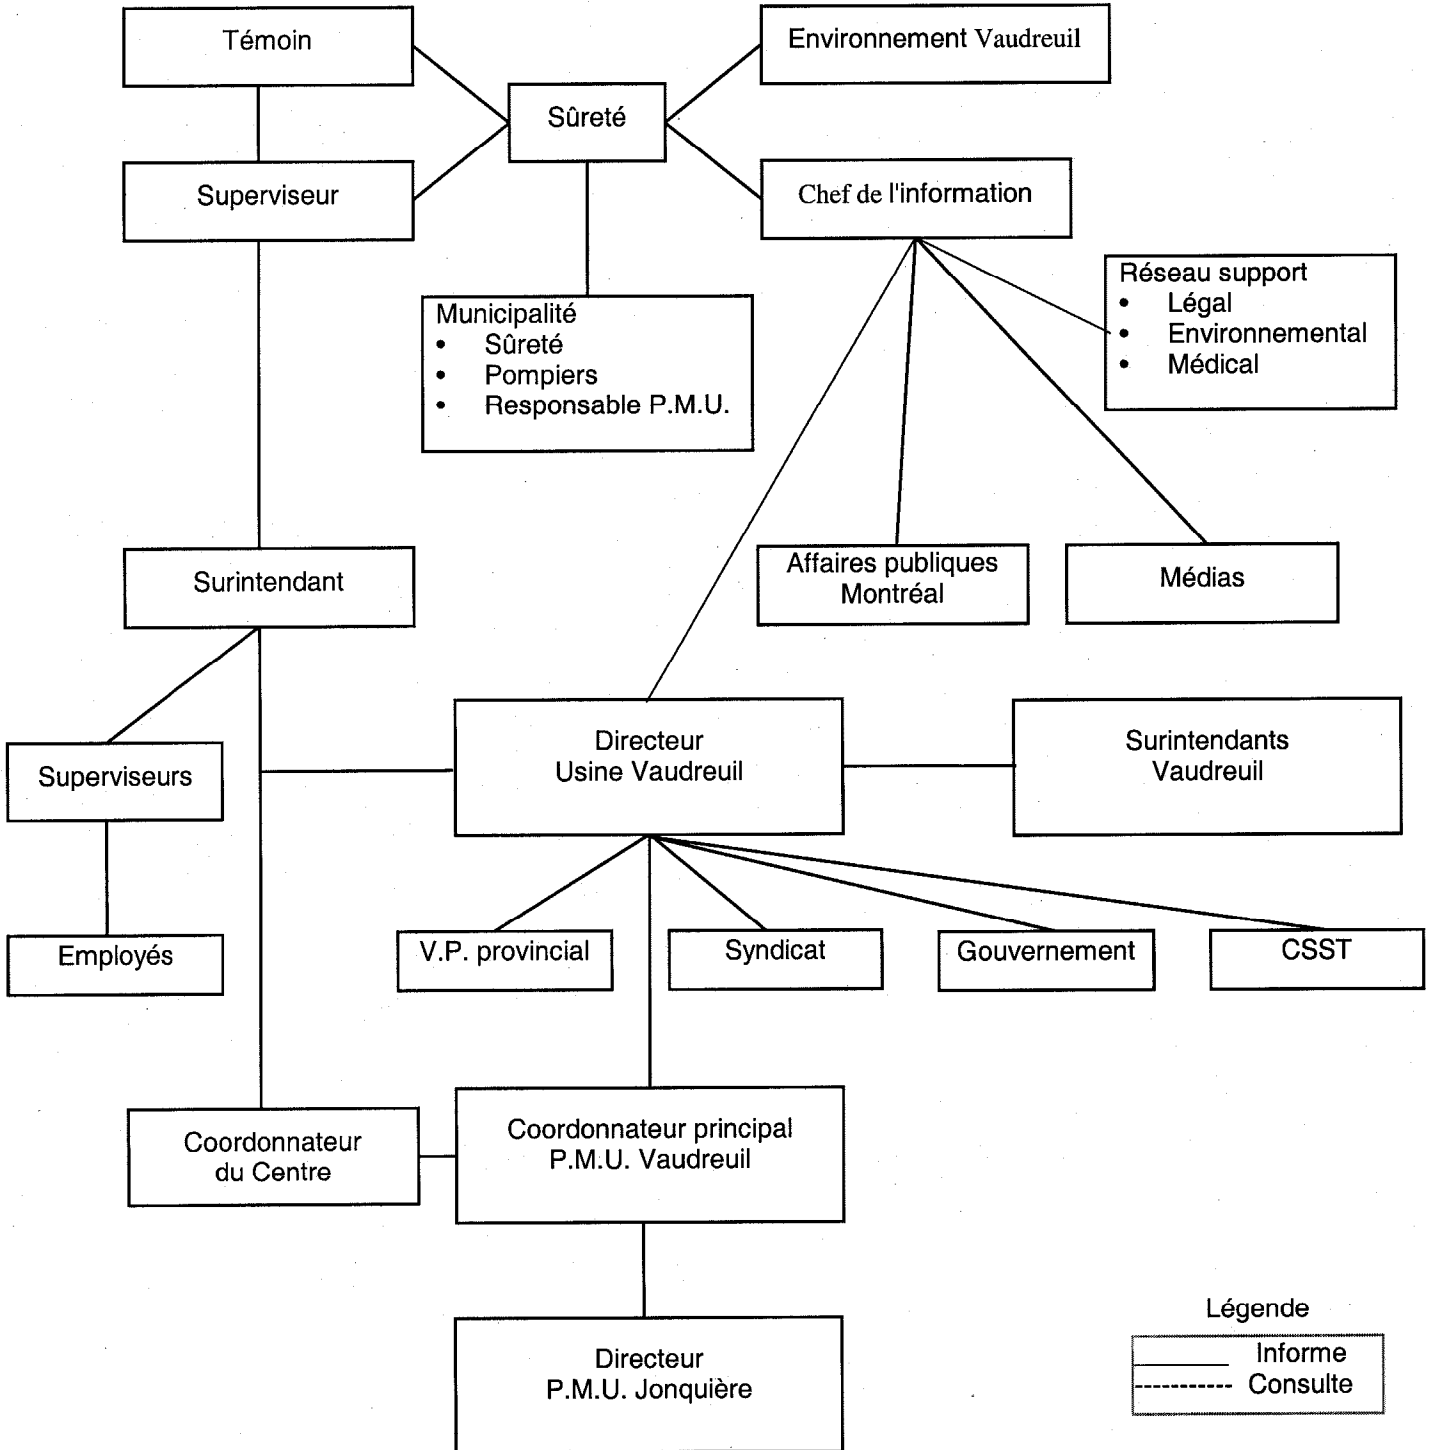 Témoin
Environnement Vaudreuil
Sûreté
Superviseur
Chef de l'information
Réseau support
• Légal
• Environnemental
• Médical
Municipalité
• Sûreté
• Pompiers
• Responsable P.M.U.
Surintendant
Affaires publiques
Montréal
Médias
Superviseurs
Directeur
Usine Vaudreuil
Surintendants
Vaudreuil
Employés
V.P. provincial
Syndicat
Gouvernement
CSST
Coordonnateur
du Centre
Coordonnateur principal
P.M.U. Vaudreuil
Directeur
P.M.U. Jonquière
Légende
Informe
Consulte